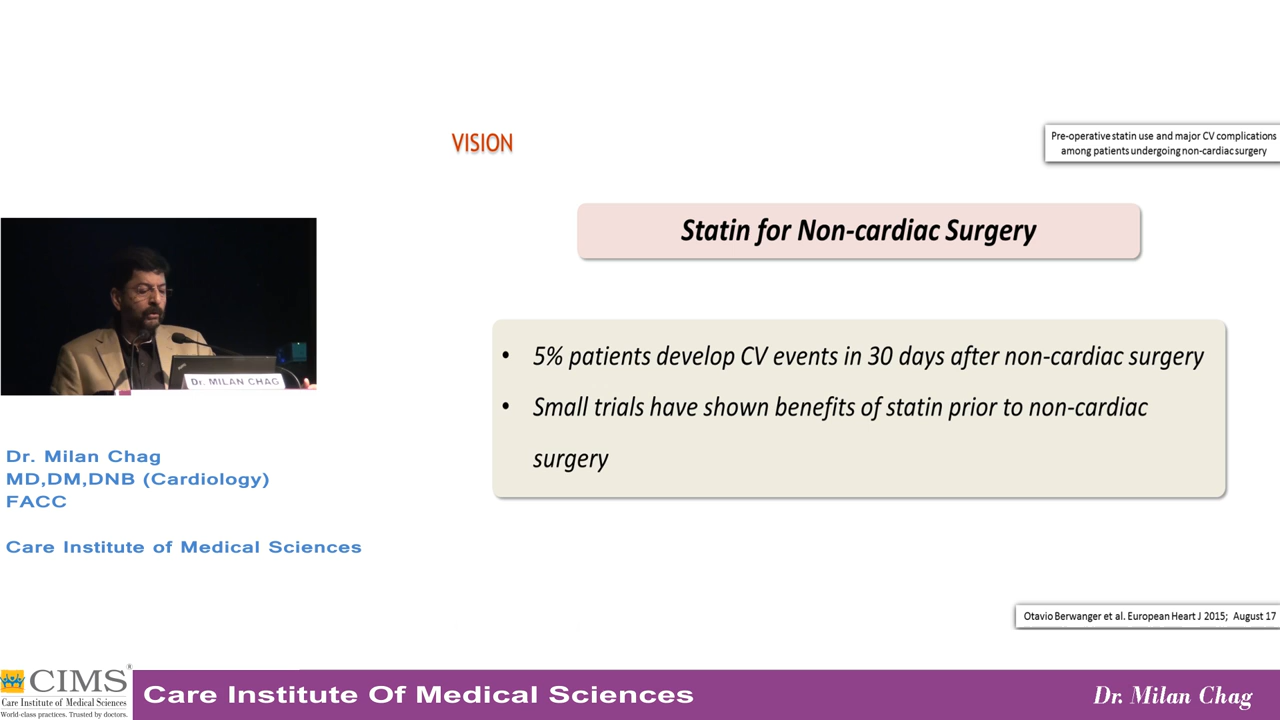 VISION
Pre-operative statin use and major CV complications
among patients undergoing non-cardiac surgery
Statin for Non-cardiac Surgery
• 5% patients develop CV events in 30 days after non-cardiac surgery
• Small trials have shown benefits of statin prior to non-cardiac
surgery
Dr. MILAN CHAG
Dr. Milan Chag
MD,DM,DNB (Cardiology)
FACC
Care Institute of Medical Sciences
Otavio Berwanger et al. European Heart J 2015; August 17
CIMS®
Care Institute of Medical Sciences
World-class practices. Trusted by doctors.
Care Institute Of Medical Sciences
Dr. Milan Chag